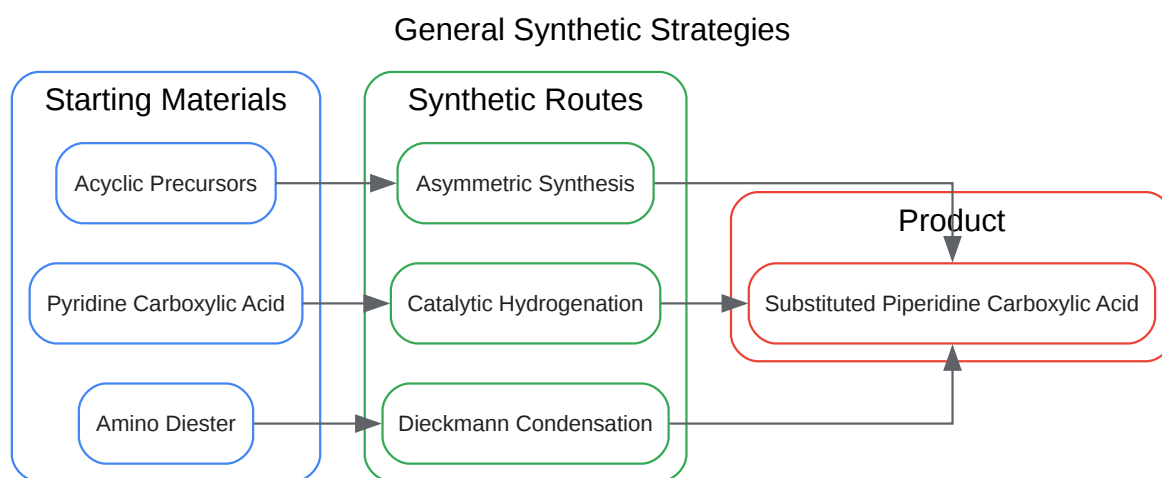 General Synthetic Strategies
Starting Materials
Synthetic Routes
Acyclic Precursors
Asymmetric Synthesis
Product
Pyridine Carboxylic Acid
Catalytic Hydrogenation
Substituted Piperidine Carboxylic Acid
Amino Diester
Dieckmann Condensation